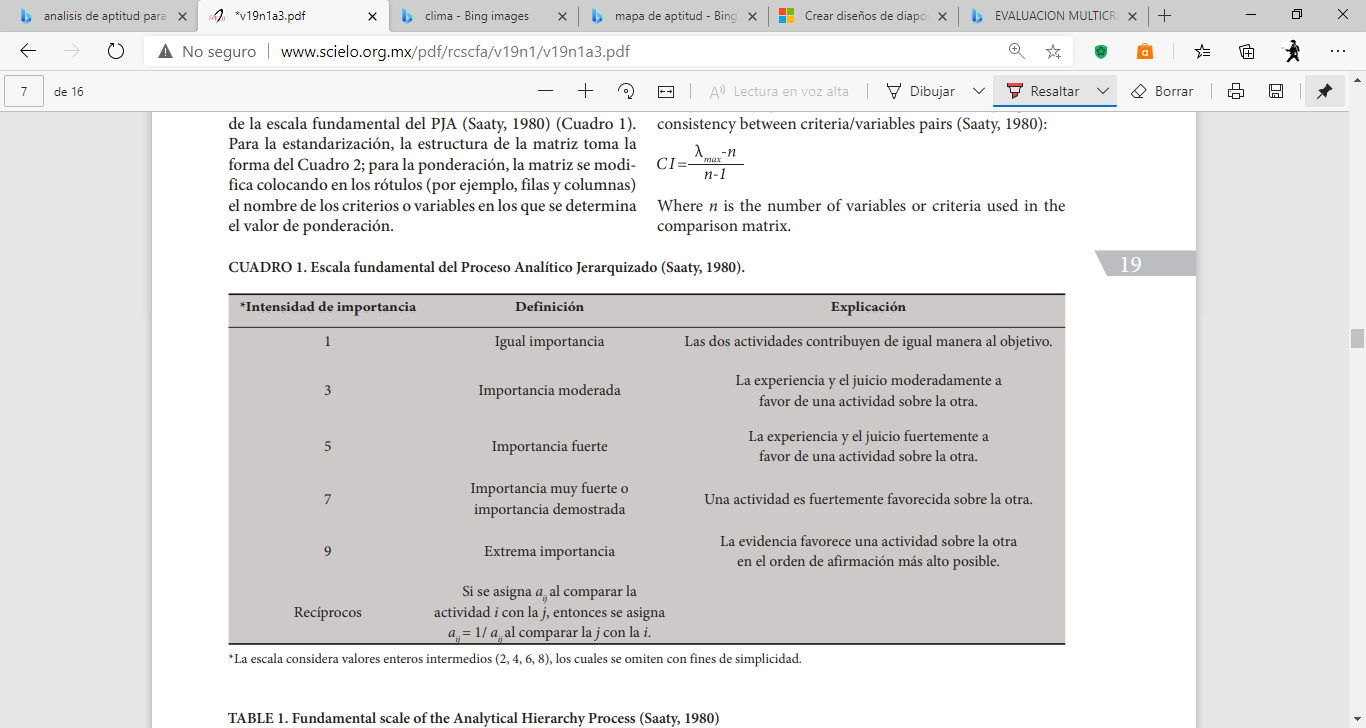 analisis de aptitud para
*v19n1a3.pdf
clima - Bing images
mapa de aptitud - Bing
Crear diseños de diapo
EVALUACION MULTICR
No seguro
www.scielo.org.mx/pdf/rcscfa/v19n1/v19n1a3.pdf
7 de 16
Lectura en voz alta
Dibujar
Resaltar
Borrar
de la escala fundamental del PJA (Saaty, 1980) (Cuadro 1).
Para la estandarización, la estructura de la matriz toma la
forma del Cuadro 2; para la ponderación, la matriz se modi-
fica colocando en los rótulos (por ejemplo, filas y columnas)
el nombre de los criterios o variables en los que se determina
el valor de ponderación.
consistency between criteria/variables pairs (Saaty, 1980):
CI=λmax-n
n-1
Where n is the number of variables or criteria used in the
comparison matrix.
19
CUADRO 1. Escala fundamental del Proceso Analítico Jerarquizado (Saaty, 1980).
*Intensidad de importancia Definición Explicación
1 Igual importancia Las dos actividades contribuyen de igual manera al objetivo.
3 Importancia moderada La experiencia y el juicio moderadamente a
favor de una actividad sobre la otra.
5 Importancia fuerte La experiencia y el juicio fuertemente a
favor de una actividad sobre la otra.
7 Importancia muy fuerte o
importancia demostrada Una actividad es fuertemente favorecida sobre la otra.
9 Extrema importancia La evidencia favorece una actividad sobre la otra
en el orden de afirmación más alto posible.
Recíprocos Si se asigna aij al comparar la
actividad i con la j, entonces se asigna
aij = 1/ aij al comparar la j con la i.
*La escala considera valores enteros intermedios (2, 4, 6, 8), los cuales se omiten con fines de simplicidad.
TABLE 1. Fundamental scale of the Analytical Hierarchy Process (Saaty, 1980)